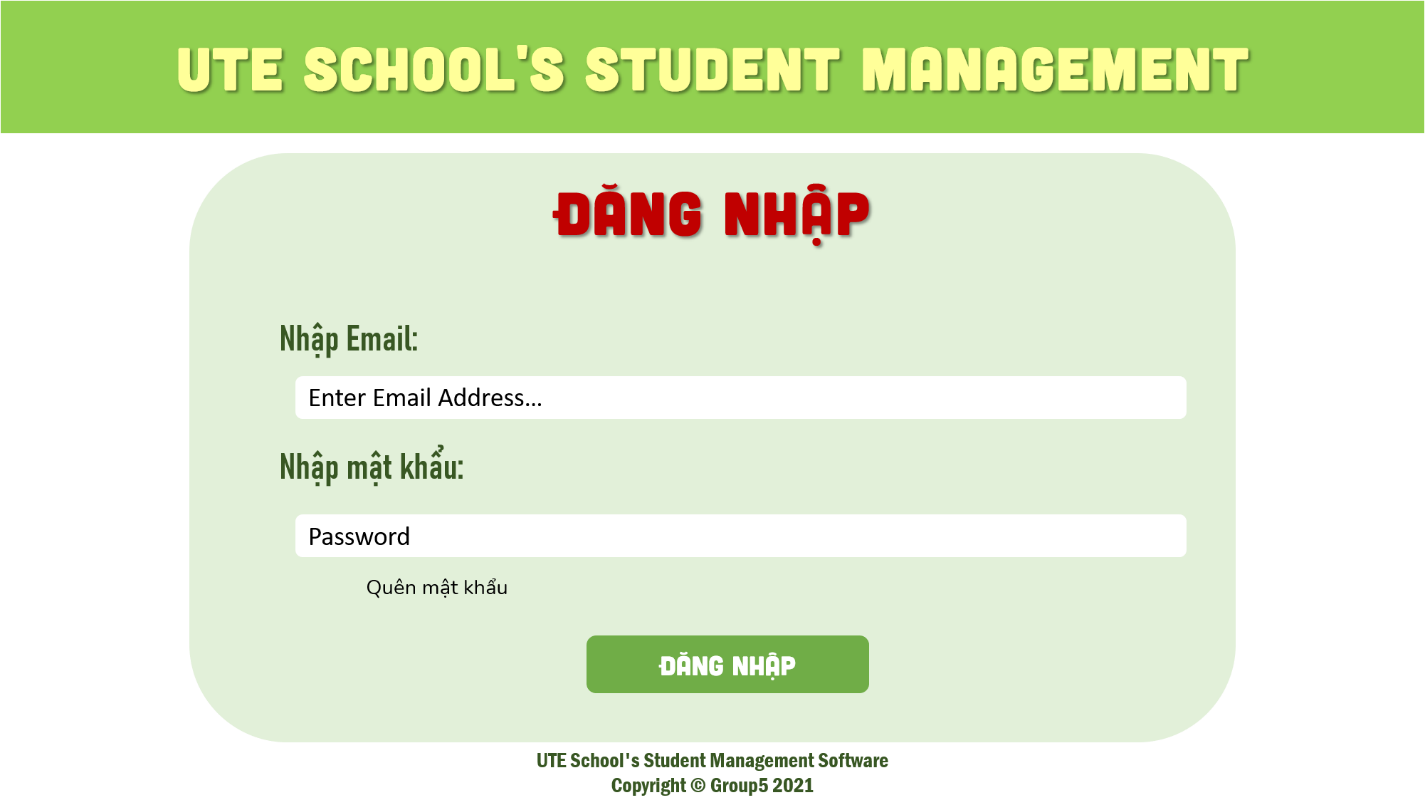 UTE SCHOOL'S STUDENT MANAGEMENT
ĐĂNG NHẬP
Nhập Email:
Enter Email Address...
Nhập mật khẩu:
Password
Quên mật khẩu
ĐĂNG NHẬP
UTE School's Student Management Software
Copyright © Group5 2021